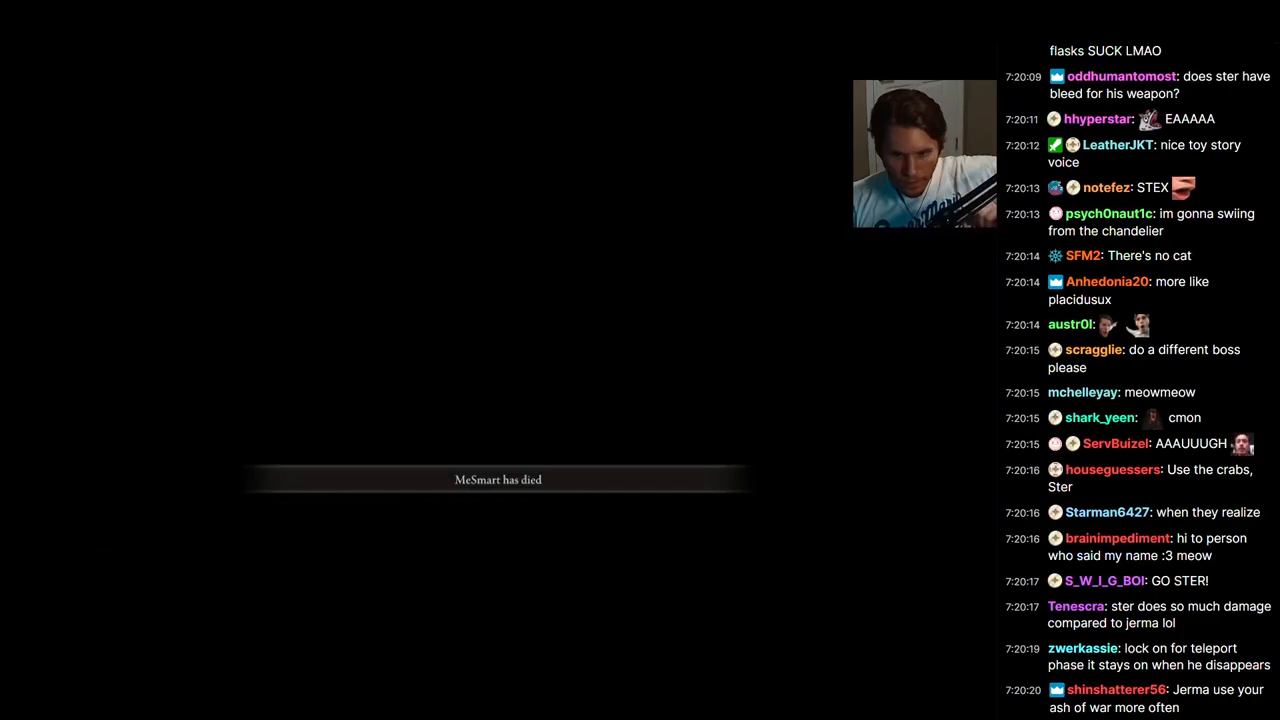 flasks SUCK LMAO
7:20:09 oddhumantomost: does ster have
bleed for his weapon?
7:20:11 hhyperstar: EAAAAA
7:20:12 LeatherJKT: nice toy story
voice
7:20:13 notefez: STEX
7:20:13 psych0naut1c: im gonna swiing
from the chandelier
7:20:14 SFM2: There's no cat
7:20:14 Anhedonia20: more like
placidusux
7:20:14 austr0l:
7:20:15 scragglie: do a different boss
please
7:20:15 mchelleyay: meowmeow
7:20:15 shark_yeen: cmon
7:20:15 ServBuizel: AAAUUUGH
7:20:16 houseguessers: Use the crabs,
Ster
MeSmart has died
7:20:16 Starman6427: when they realize
7:20:16 brainimpediment: hi to person
who said my name :3 meow
7:20:17 S_W_I_G_BOI: GO STER!
7:20:17 Tenescra: ster does so much damage
compared to jerma lol
7:20:19 zwerkassie: lock on for teleport
phase it stays on when he disappears
7:20:20 shinshatterer56: Jerma use your
ash of war more often